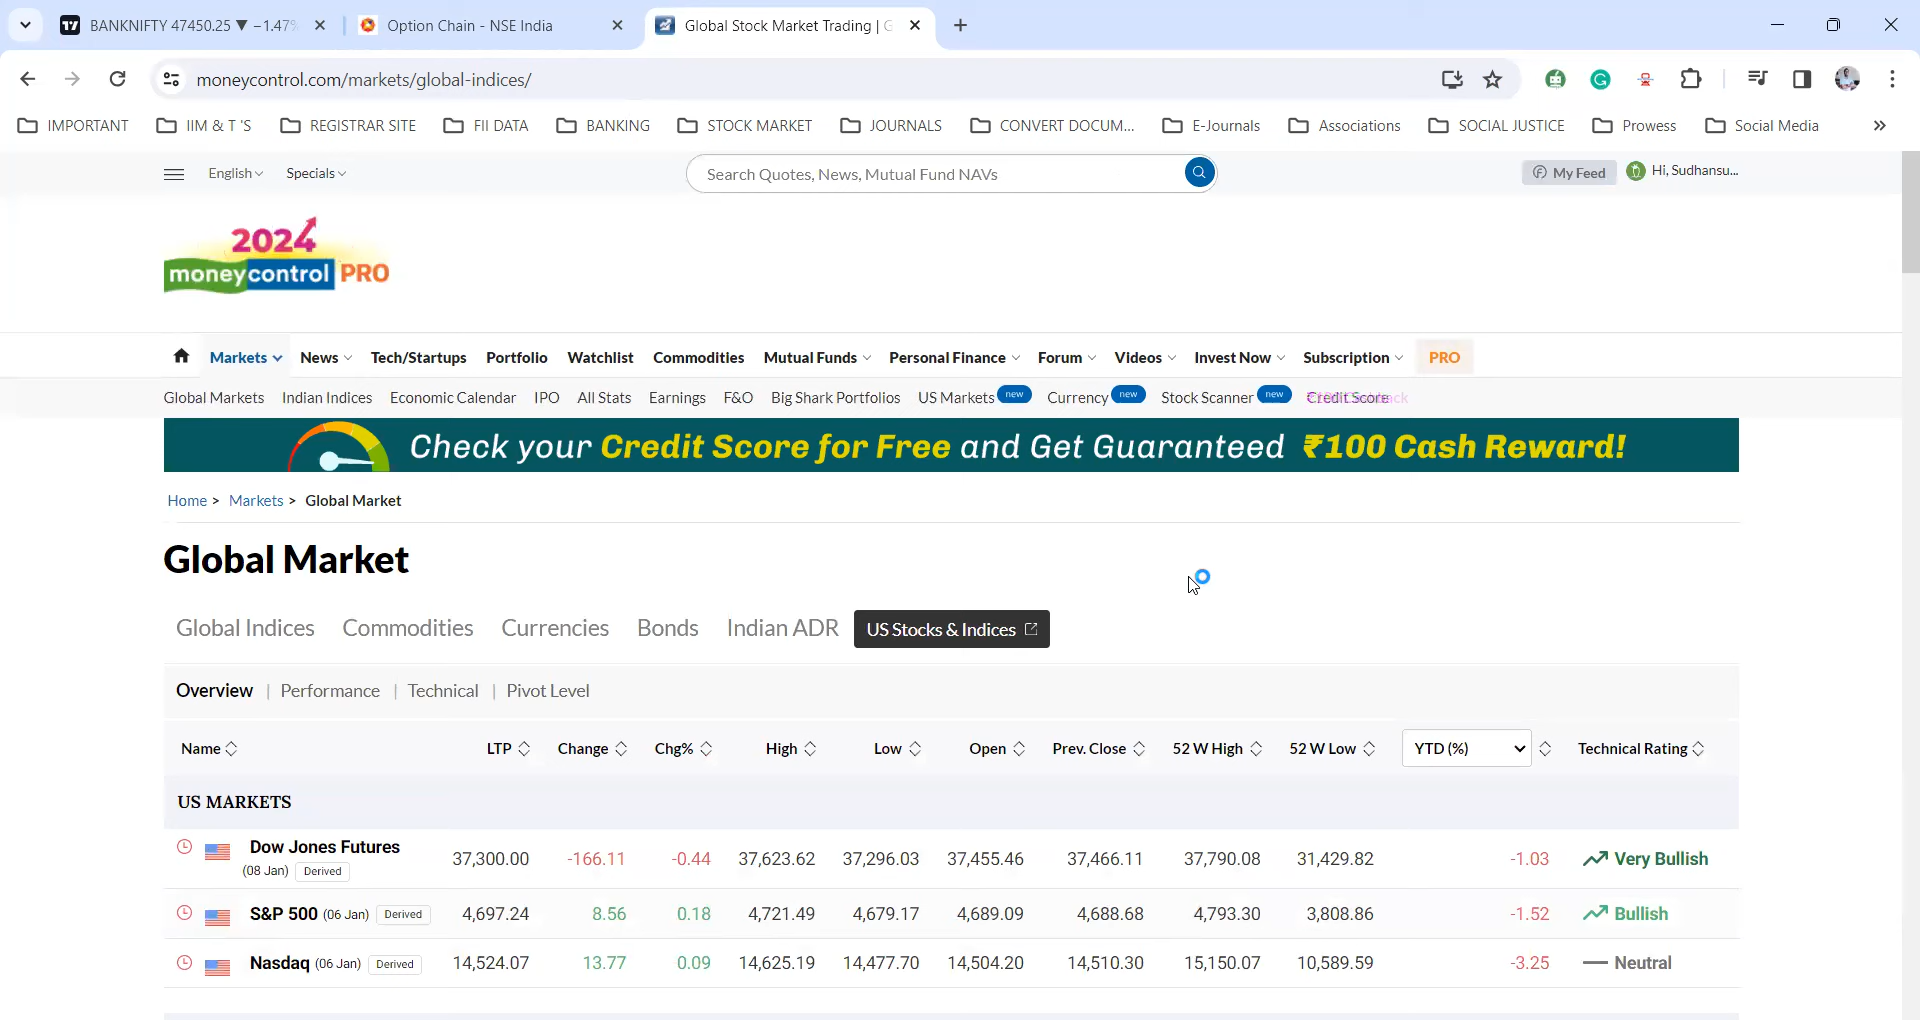 BANKNIFTY 47450.25 ▼ −1.47%
Option Chain - NSE India
Global Stock Market Trading | G
moneycontrol.com/markets/global-indices/
IMPORTANT IIM & T 'S REGISTRAR SITE FII DATA BANKING STOCK MARKET JOURNALS CONVERT DOCUM... E-Journals Associations SOCIAL JUSTICE Prowess Social Media »
English Specials Search Quotes, News, Mutual Fund NAVs My Feed Hi, Sudhansu...
2024
moneycontrol PRO
Markets News Tech/Startups Portfolio Watchlist Commodities Mutual Funds Personal Finance Forum Videos Invest Now Subscription PRO
Global Markets Indian Indices Economic Calendar IPO All Stats Earnings F&O Big Shark Portfolios US Markets new Currency new Stock Scanner new Credit Score
Check your Credit Score for Free and Get Guaranteed ₹100 Cash Reward!
Home > Markets > Global Market
Global Market
Global Indices Commodities Currencies Bonds Indian ADR US Stocks & Indices
Overview | Performance | Technical | Pivot Level
Name LTP Change Chg% High Low Open Prev. Close 52 W High 52 W Low YTD (%) Technical Rating
US MARKETS
Dow Jones Futures
(08 Jan) Derived 37,300.00 -166.11 -0.44 37,623.62 37,296.03 37,455.46 37,466.11 37,790.08 31,429.82 -1.03 Very Bullish
S&P 500 (06 Jan) Derived 4,697.24 8.56 0.18 4,721.49 4,679.17 4,689.09 4,688.68 4,793.30 3,808.86 -1.52 Bullish
Nasdaq (06 Jan) Derived 14,524.07 13.77 0.09 14,625.19 14,477.70 14,504.20 14,510.30 15,150.07 10,589.59 -3.25 Neutral